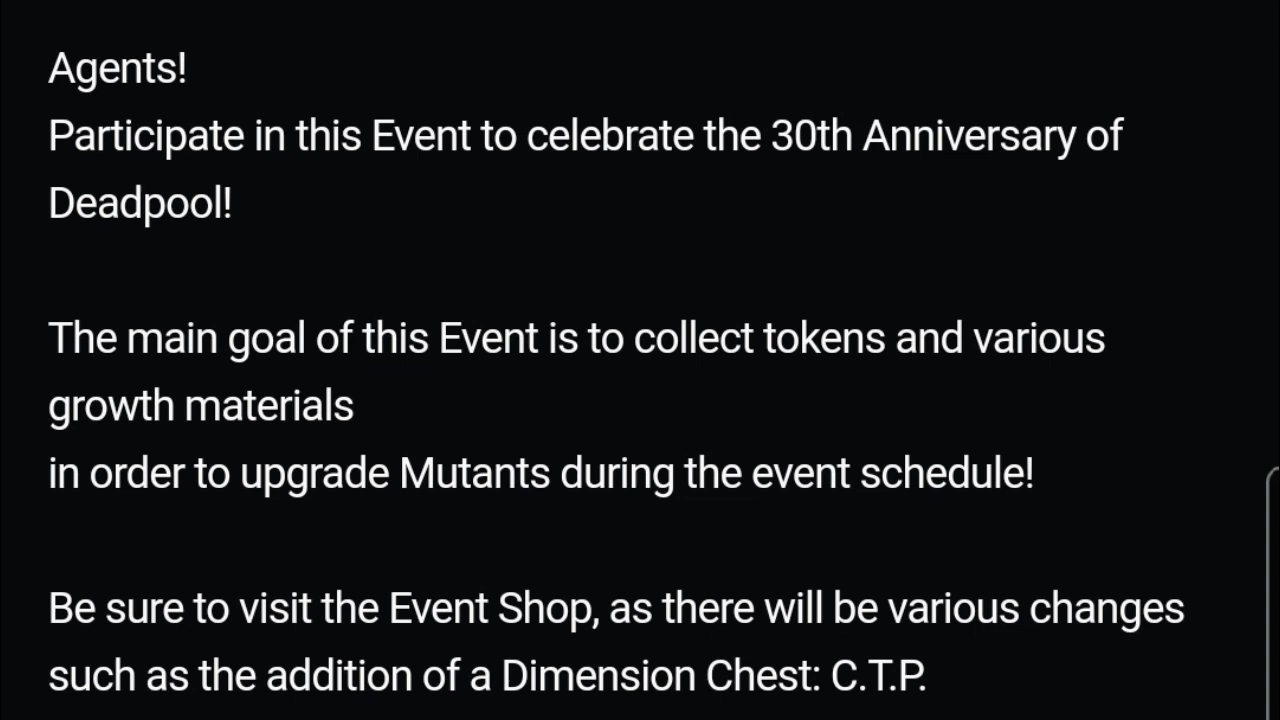 Agents!
Participate in this Event to celebrate the 30th Anniversary of
Deadpool!
The main goal of this Event is to collect tokens and various
growth materials
in order to upgrade Mutants during the event schedule!
Be sure to visit the Event Shop, as there will be various changes
such as the addition of a Dimension Chest: C.T.P.